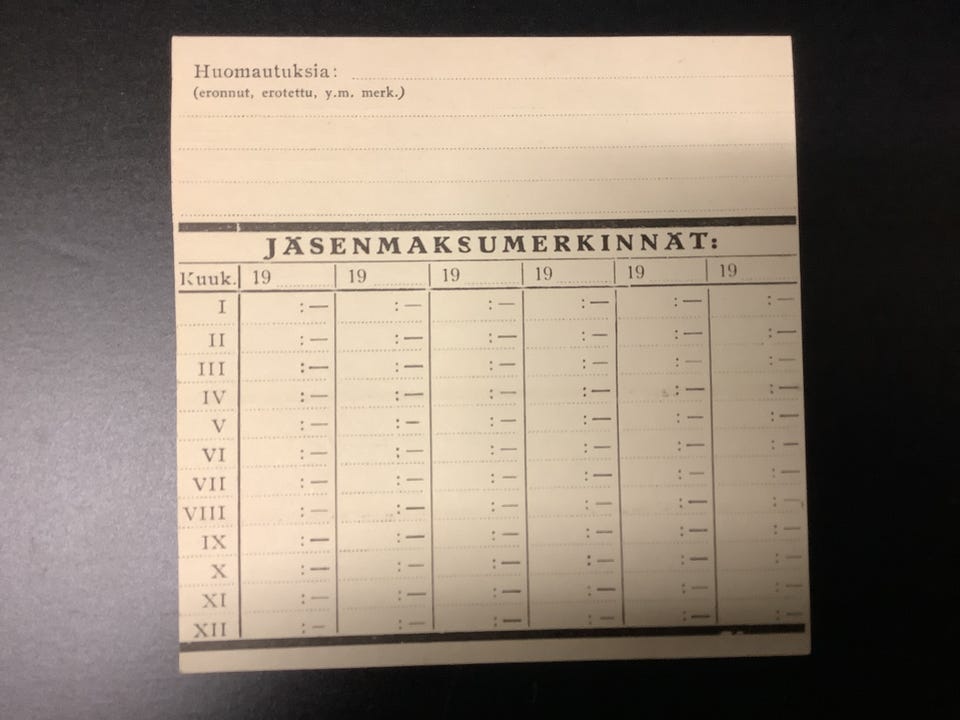 Huomautuksia:
(eronnut, erotettu, y.m. merk.)
JÄSENMAKSUMERKINNÄT:
Kuuk. 19 19 19 19 19 19
I :— :— :— :— :— :—
II :— :— :— :— :— :—
III :— :— :— :— :— :—
IV :— :— :— :— :— :—
V :— :— :— :— :— :—
VI :— :— :— :— :— :—
VII :— :— :— :— :— :—
VIII :— :— :— :— :— :—
IX :— :— :— :— :— :—
X :— :— :— :— :— :—
XI :— :— :— :— :— :—
XII :— :— :— :— :— :—